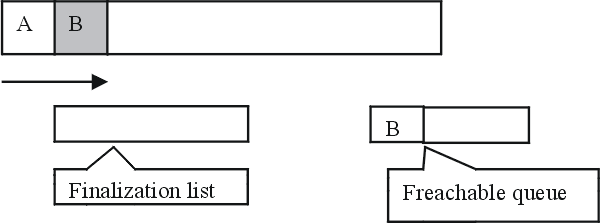 A B
B
Finalization list
Freachable queue